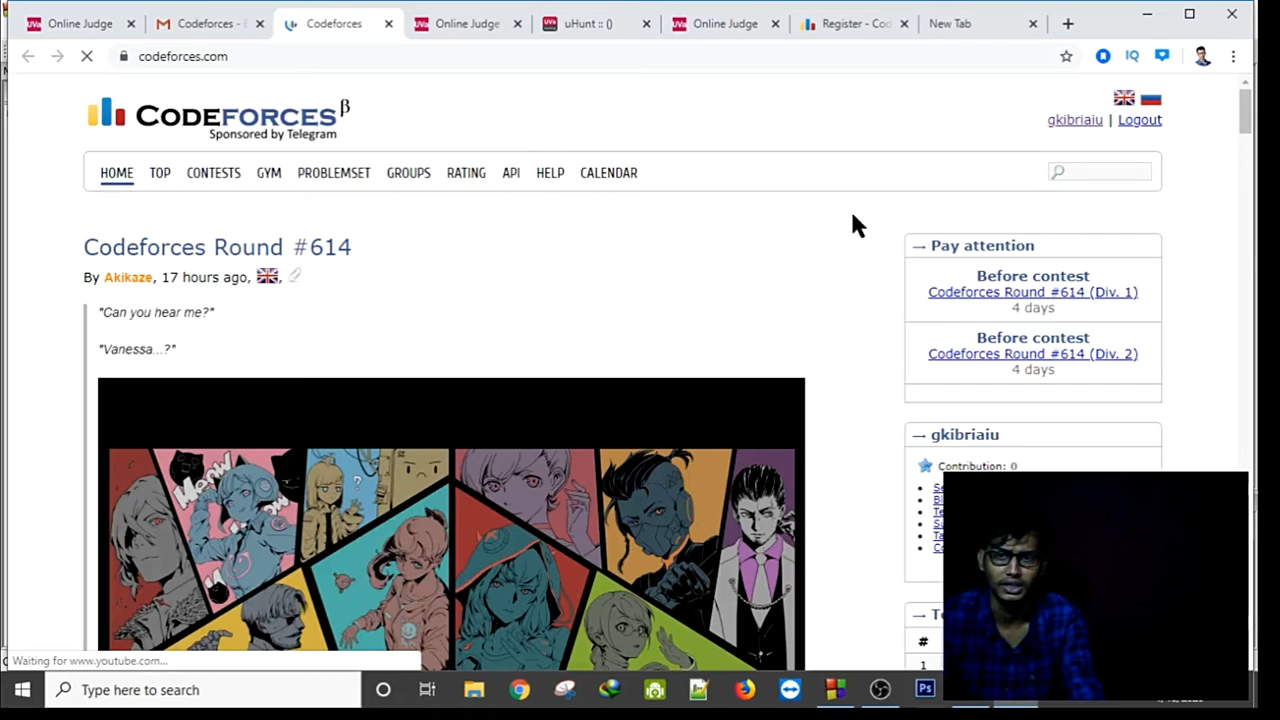 Online Judge
Codeforces -
Codeforces
Online Judge
uHunt :: ()
Online Judge
Register - Cod
New Tab
codeforces.com
CODEFORCES β
Sponsored by Telegram
gkibriaiu | Logout
HOME TOP CONTESTS GYM PROBLEMSET GROUPS RATING API HELP CALENDAR
Codeforces Round #614
By Akikaze, 17 hours ago,
"Can you hear me?"
"Vanessa...?"
→ Pay attention
Before contest
Codeforces Round #614 (Div. 1)
4 days
Before contest
Codeforces Round #614 (Div. 2)
4 days
→ gkibriaiu
Contribution: 0
#
1
Waiting for www.youtube.com...
Type here to search
Ps